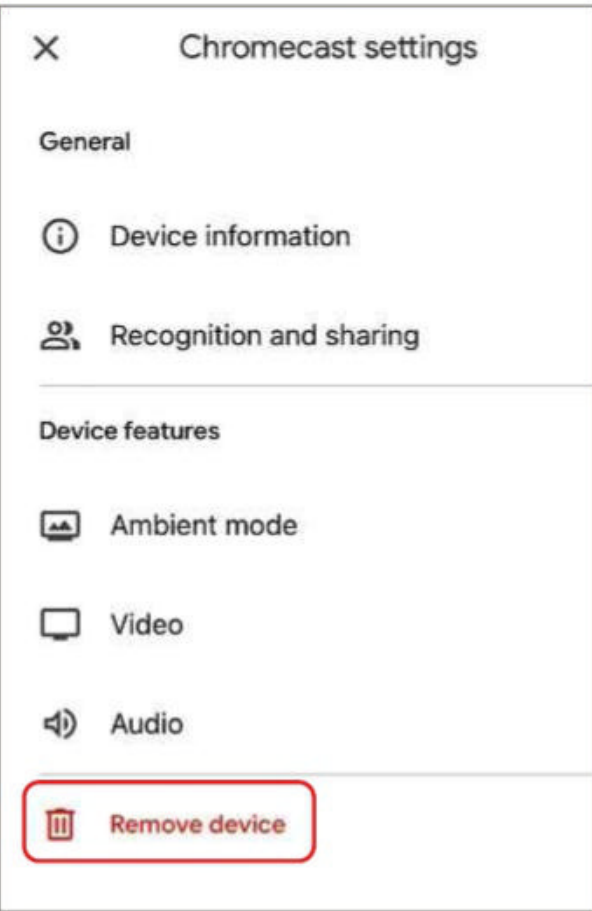 Chromecast settings
General
Device information
Recognition and sharing
Device features
Ambient mode
Video
Audio
Remove device